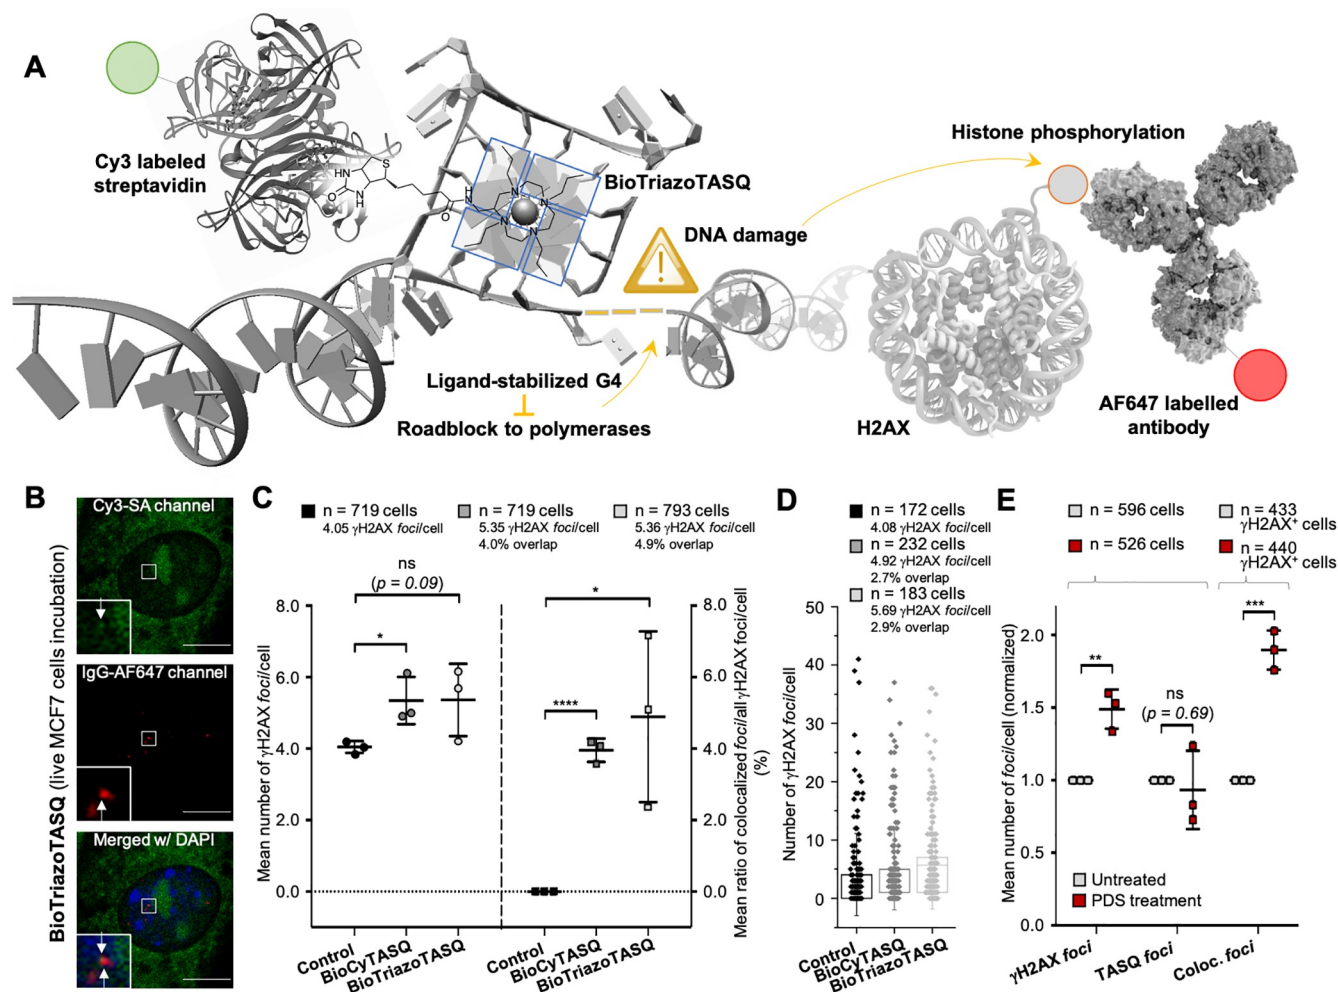 A
Cy3 labeled
streptavidin
HN
O
N
H
S
O
H
N
N
N
N
N
BioTriazoTASQ
DNA damage
Histone phosphorylation
Ligand-stabilized G4
Roadblock to polymerases
H2AX
AF647 labelled
antibody
B
BioTriazoTASQ (live MCF7 cells incubation)
Cy3-SA channel
IgG-AF647 channel
Merged w/ DAPI
C
n = 719 cells
4.05 γH2AX foci/cell
n = 719 cells
5.35 γH2AX foci/cell
4.0% overlap
n = 793 cells
5.36 γH2AX foci/cell
4.9% overlap
Mean number of γH2AX foci/cell
8.0
6.0
4.0
2.0
0.0
ns
(p = 0.09)
*
*
****
8.0
6.0
4.0
2.0
0.0
Mean ratio of colocalized foci/all γH2AX foci/cell
(%)
Control
BioCyTASQ
BioTriazoTASQ
Control
BioCyTASQ
BioTriazoTASQ
D
n = 172 cells
4.08 γH2AX foci/cell
n = 232 cells
4.92 γH2AX foci/cell
2.7% overlap
n = 183 cells
5.69 γH2AX foci/cell
2.9% overlap
Number of γH2AX foci/cell
50
40
30
20
10
0
Control
BioCyTASQ
BioTriazoTASQ
E
n = 596 cells
n = 526 cells
n = 433
γH2AX+ cells
n = 440
γH2AX+ cells
Mean number of foci/cell (normalized)
2.0
1.5
1.0
0.5
0.0
**
ns
(p = 0.69)
***
Untreated
PDS treatment
γH2AX foci
TASQ foci
Coloc. foci